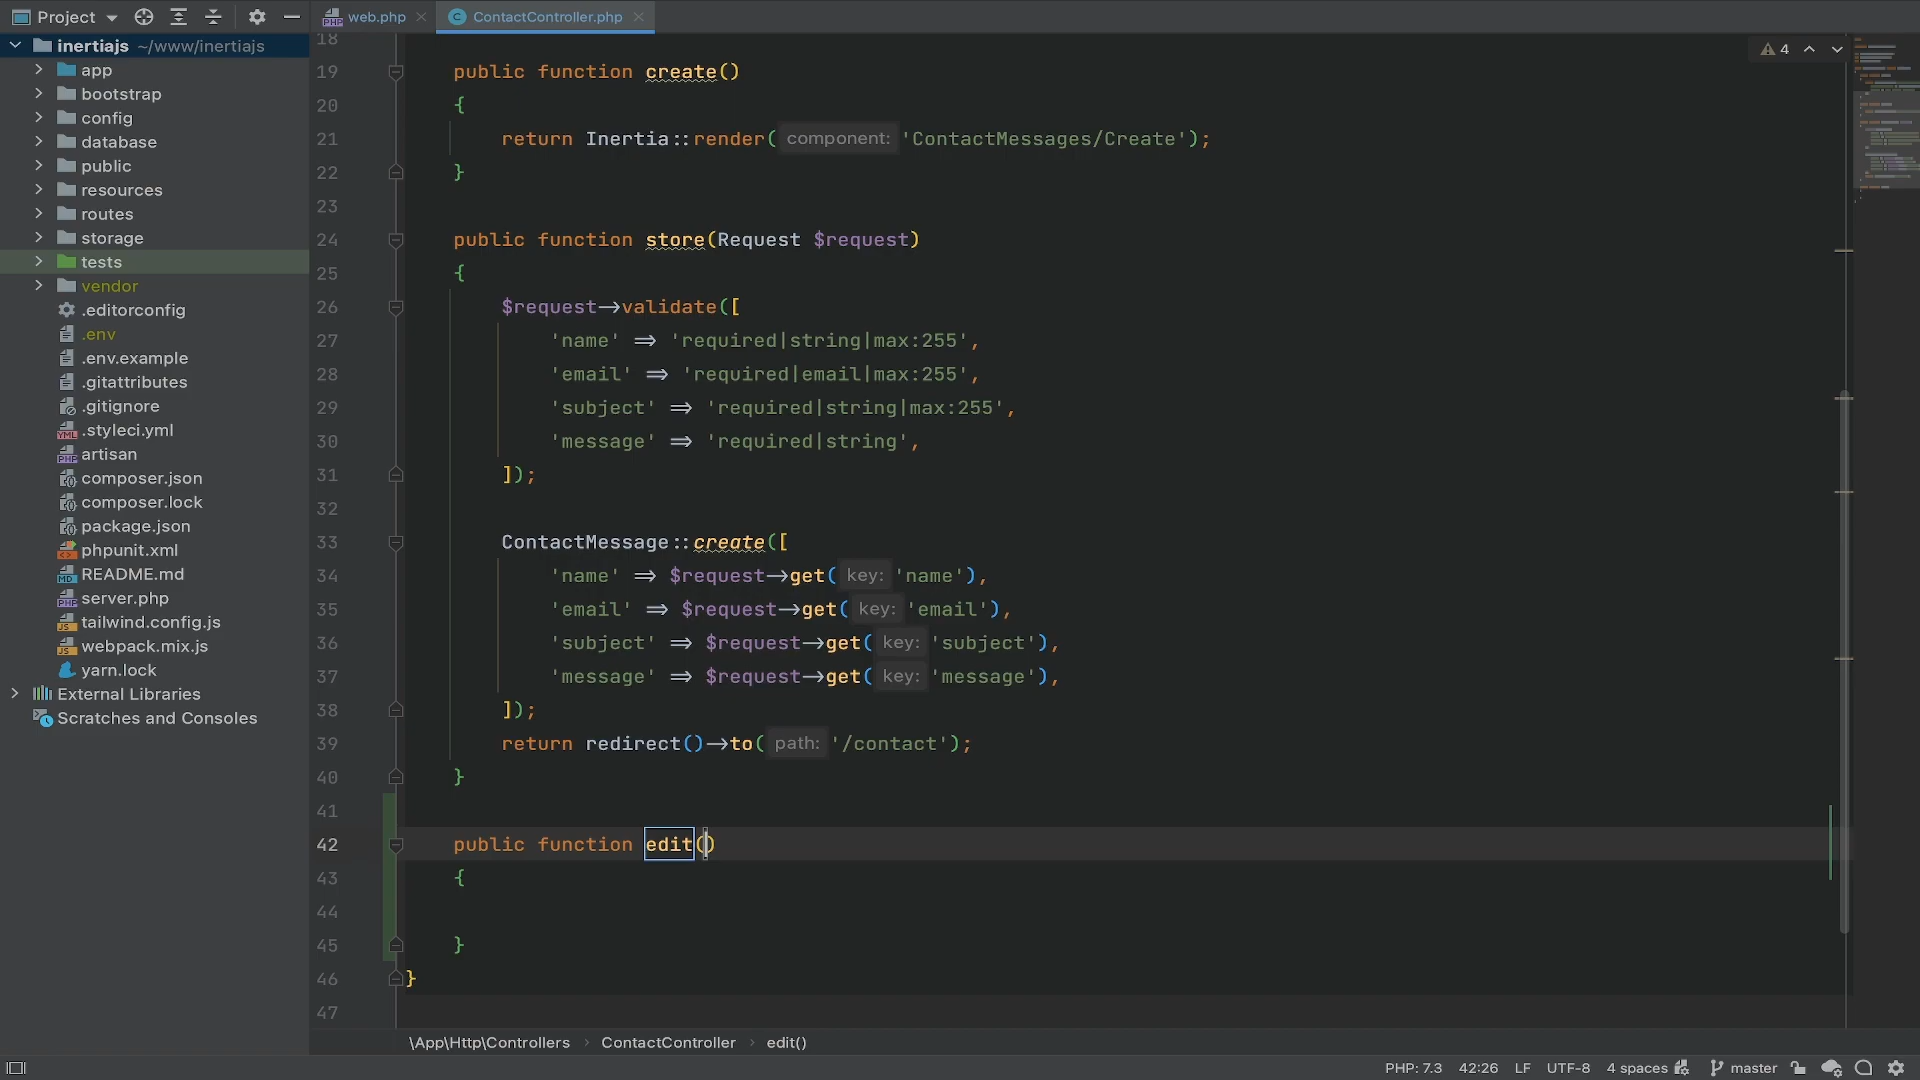 Project
web.php
ContactController.php
inertiajs ~/www/inertiajs
app
bootstrap
config
database
public
resources
routes
storage
tests
vendor
.editorconfig
.env
.env.example
.gitattributes
.gitignore
.styleci.yml
artisan
composer.json
composer.lock
package.json
phpunit.xml
README.md
server.php
tailwind.config.js
webpack.mix.js
yarn.lock
External Libraries
Scratches and Consoles
4
18
19 public function create()
20 {
21 return Inertia::render( component: 'ContactMessages/Create');
22 }
23
24 public function store(Request $request)
25 {
26 $request->validate([
27 'name' => 'required|string|max:255',
28 'email' => 'required|email|max:255',
29 'subject' => 'required|string|max:255',
30 'message' => 'required|string',
31 ]);
32
33 ContactMessage::create([
34 'name' => $request->get( key: 'name'),
35 'email' => $request->get( key: 'email'),
36 'subject' => $request->get( key: 'subject'),
37 'message' => $request->get( key: 'message'),
38 ]);
39 return redirect()->to( path: '/contact');
40 }
41
42 public function edit()
43 {
44
45 }
46 }
47
\App\Http\Controllers › ContactController › edit()
PHP: 7.3 42:26 LF UTF-8 4 spaces master